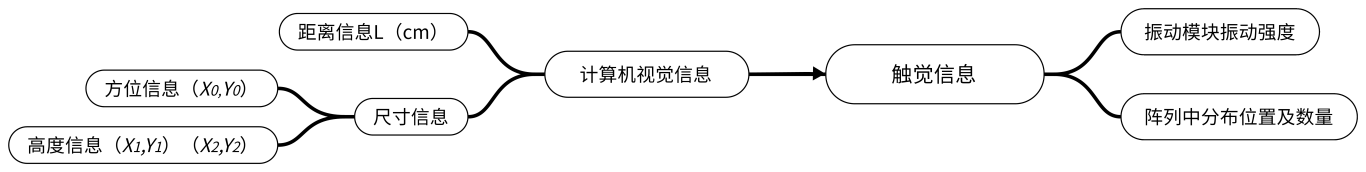 距离信息L（cm）
方位信息（X0,Y0）
高度信息（X1,Y1）（X2,Y2）
尺寸信息
计算机视觉信息
触觉信息
振动模块振动强度
阵列中分布位置及数量